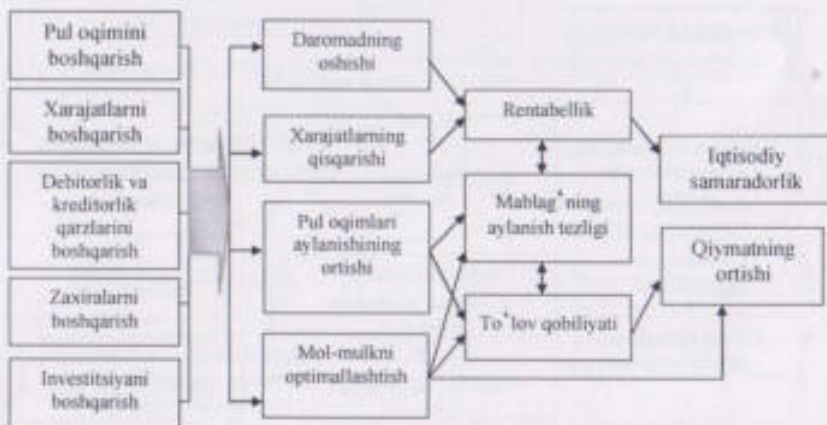 Pul oqimini
boshqarish
Xarajatlarni
boshqarish
Debitorlik va
kreditorlik
qarzlarini
boshqarish
Zaxiralarni
boshqarish
Investitsiyani
boshqarish
Daromadning
oshishi
Xarajatlarning
qisqarishi
Pul oqimlari
aylanishining
ortishi
Mol-mulkni
optimallashtish
Rentabellik
Mablag‘ning
aylanish tezligi
To‘lov qobiliyati
Iqtisodiy
samaradorlik
Qiymatning
ortishi